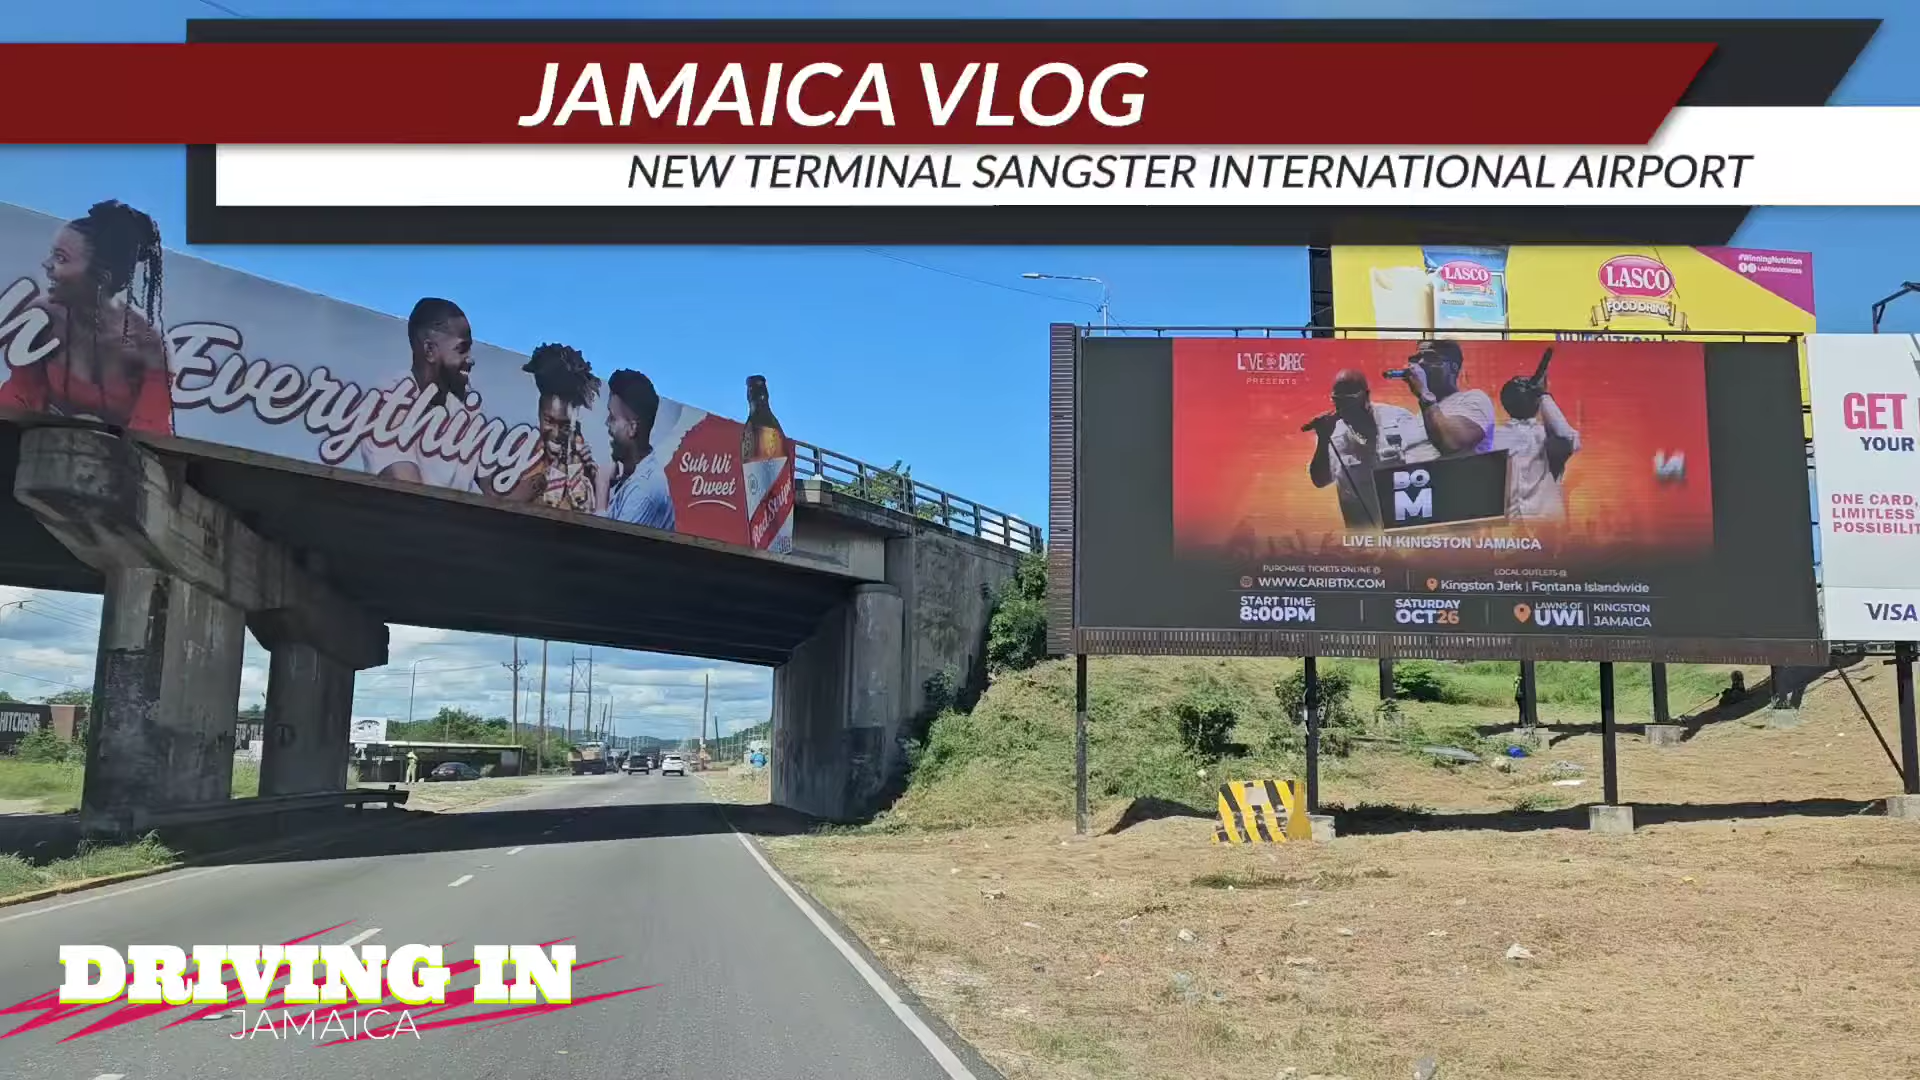 JAMAICA VLOG
NEW TERMINAL SANGSTER INTERNATIONAL AIRPORT
h Everything
Suh Wi
Dweet
Red Stripe
#WinningNutrition
LASCO
LASCO
FOOD DRINK
LIVE DIREC
PRESENTS
BO
M
LIVE IN KINGSTON JAMAICA
PURCHASE TICKETS ONLINE @
WWW.CARIBTIX.COM
LOCAL OUTLETS @
Kingston Jerk | Fontana Islandwide
START TIME:
8:00PM
SATURDAY
OCT26
LAWNS OF
UWI
KINGSTON
JAMAICA
GET
YOUR
ONE CARD,
LIMITLESS
POSSIBILIT
VISA
KITCHENS
DRIVING IN
JAMAICA